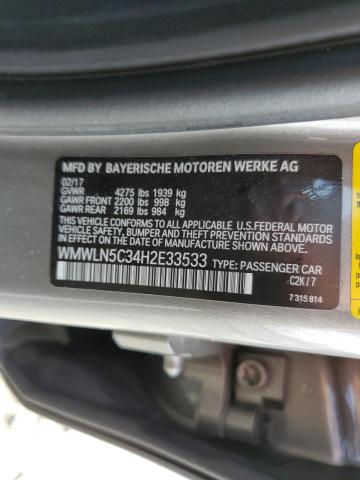 MFD BY BAYERISCHE MOTOREN WERKE AG
02/17
GVWR 4275 lbs 1939 kg
GAWR FRONT 2200 lbs 998 kg
GAWR REAR 2169 lbs 984 kg
THIS VEHICLE CONFORMS TO ALL APPLICABLE U.S.FEDERAL MOTOR
VEHICLE SAFETY, BUMPER AND THEFT PREVENTION STANDARDS IN
EFFECT ON THE DATE OF MANUFACTURE SHOWN ABOVE.
WMWLN5C34H2E33533 TYPE: PASSENGER CAR
C2K / 7
7 315 814